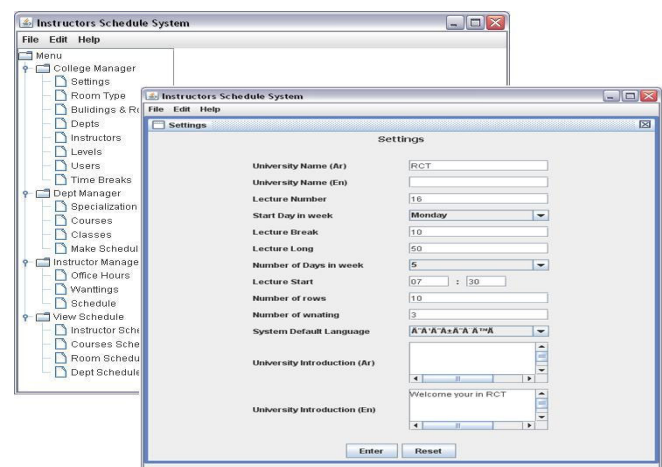 Instructors Schedule System
File Edit Help
Menu
College Manager
Settings
Room Type
Bulidings & Ro
Depts
Instructors
Levels
Users
Time Breaks
Dept Manager
Specialization
Courses
Classes
Make Schedul
Instructor Manage
Office Hours
Wanttings
Schedule
View Schedule
Instructor Sche
Courses Sche
Room Schedu
Dept Schedule
Instructors Schedule System
File Edit Help
Settings
Settings
University Name (Ar) RCT
University Name (En)
Lecture Number 16
Start Day in week Monday
Lecture Break 10
Lecture Long 50
Number of Days in week 5
Lecture Start 07 : 30
Number of rows 10
Number of wnating 3
System Default Language
University Introduction (Ar)
Welcome your in RCT
University Introduction (En)
Enter Reset